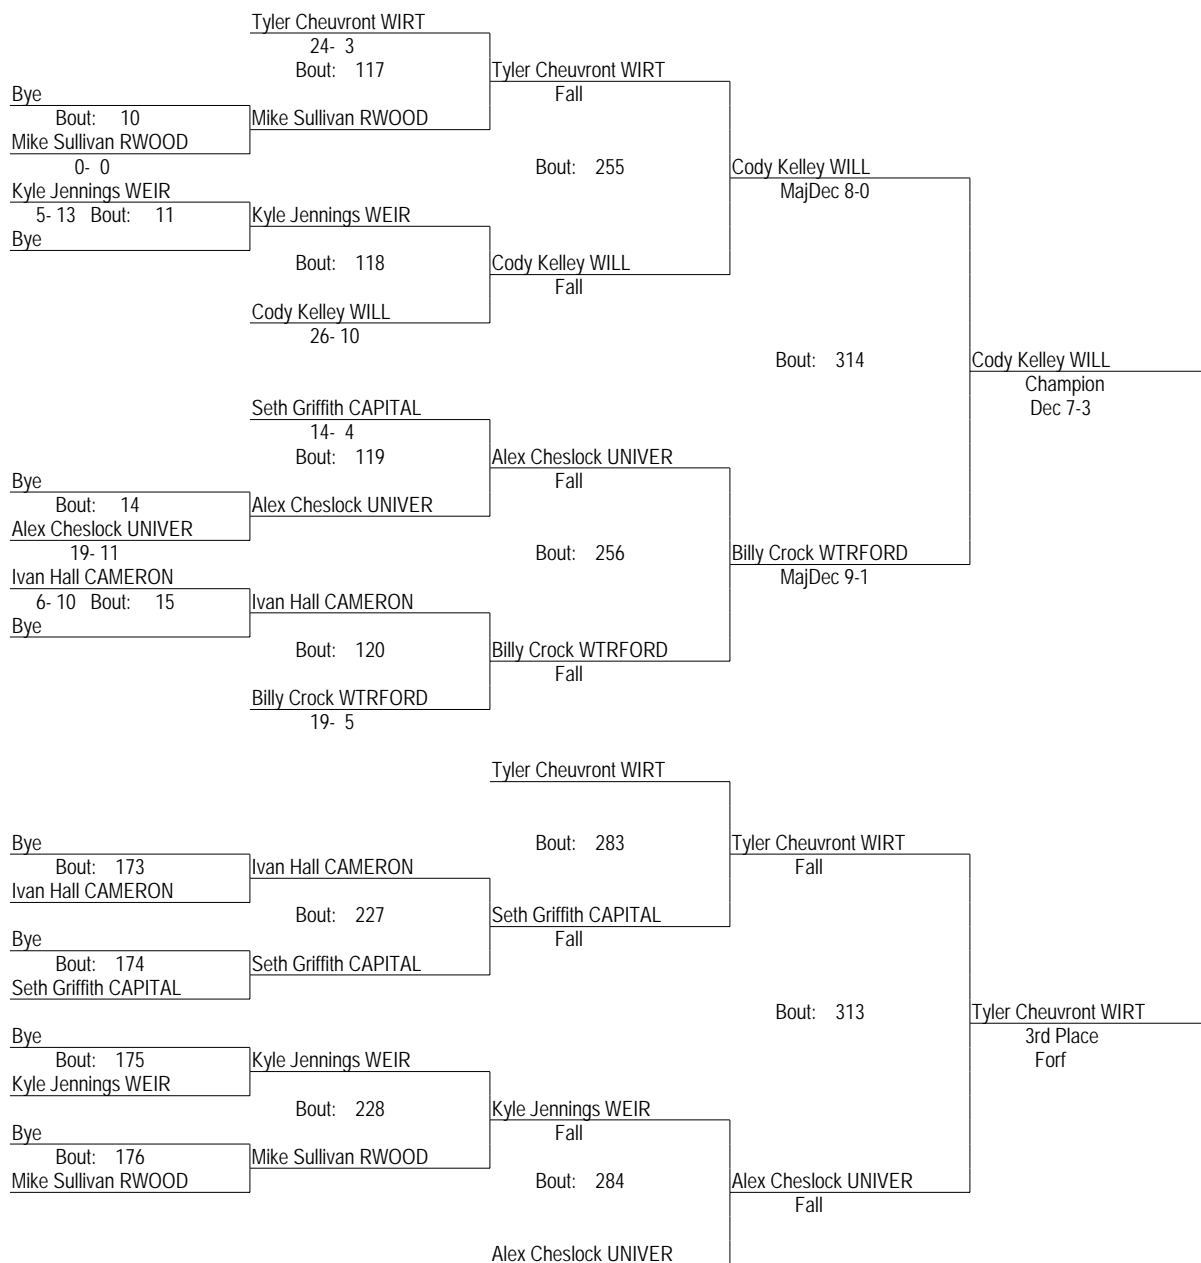 Tyler Cheuvront WIRT
24- 3
Bout: 117 Tyler Cheuvront WIRT
Bye Fall
Bout: 10 Mike Sullivan RWOOD
Mike Sullivan RWOOD
0- 0 Bout: 255 Cody Kelley WILL
Kyle Jennings WEIR MajDec 8-0
5- 13 Bout: 11 Kyle Jennings WEIR
Bye
Bout: 118 Cody Kelley WILL
Fall
Cody Kelley WILL
26- 10
Bout: 314 Cody Kelley WILL
Champion
Seth Griffith CAPITAL Dec 7-3
14- 4
Bout: 119 Alex Cheslock UNIVER
Bye Fall
Bout: 14 Alex Cheslock UNIVER
Alex Cheslock UNIVER
19- 11 Bout: 256 Billy Crock WTRFORD
Ivan Hall CAMERON MajDec 9-1
6- 10 Bout: 15 Ivan Hall CAMERON
Bye
Bout: 120 Billy Crock WTRFORD
Fall
Billy Crock WTRFORD
19- 5
Tyler Cheuvront WIRT
Bye Bout: 283 Tyler Cheuvront WIRT
Bout: 173 Ivan Hall CAMERON Fall
Ivan Hall CAMERON
Bout: 227 Seth Griffith CAPITAL
Bye Fall
Bout: 174 Seth Griffith CAPITAL
Seth Griffith CAPITAL
Bout: 313 Tyler Cheuvront WIRT
Bye 3rd Place
Bout: 175 Kyle Jennings WEIR Forf
Kyle Jennings WEIR
Bout: 228 Kyle Jennings WEIR
Bye Fall
Bout: 176 Mike Sullivan RWOOD
Mike Sullivan RWOOD Bout: 284 Alex Cheslock UNIVER
Fall
Alex Cheslock UNIVER